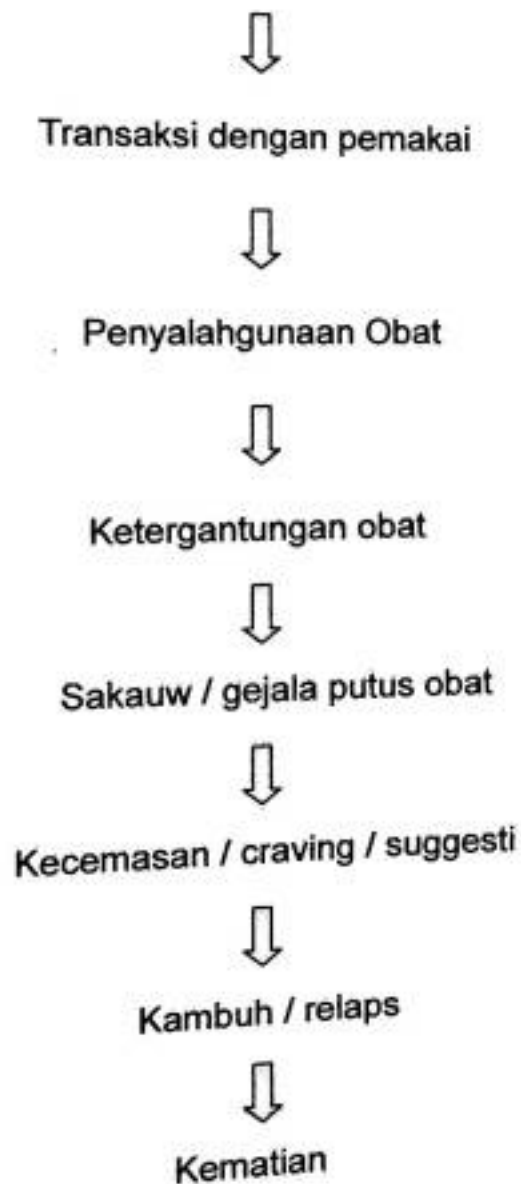 Transaksi dengan pemakai
Penyalahgunaan Obat
Ketergantungan obat
Sakauw / gejala putus obat
Kecemasan / craving / suggesti
Kambuh / relaps
Kematian